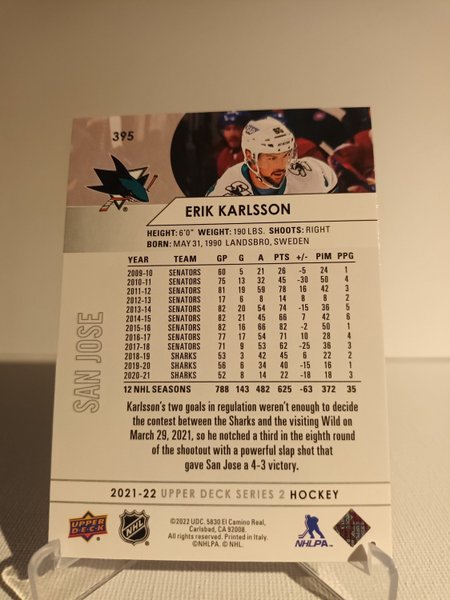 395
ERIK KARLSSON
HEIGHT: 6'0" WEIGHT: 190 LBS. SHOOTS: RIGHT
BORN: MAY 31, 1990 LANDSBRO, SWEDEN
YEAR TEAM GP G A PTS +/- PIM PPG
2009-10 SENATORS 60 5 21 26 -5 24 1
2010-11 SENATORS 75 13 32 45 -30 50 4
2011-12 SENATORS 81 19 59 78 16 42 3
2012-13 SENATORS 17 6 8 14 8 8 2
2013-14 SENATORS 82 20 54 74 -15 36 5
2014-15 SENATORS 82 21 45 66 7 42 6
2015-16 SENATORS 82 16 66 82 -2 50 1
2016-17 SENATORS 77 17 54 71 10 28 4
2017-18 SENATORS 71 9 53 62 -25 36 3
2018-19 SHARKS 53 3 42 45 6 22 2
2019-20 SHARKS 56 6 34 40 -15 16 1
2020-21 SHARKS 52 8 14 22 -18 18 3
12 NHL SEASONS 788 143 482 625 -63 372 35
SAN JOSE
Karlsson's two goals in regulation weren't enough to decide
the contest between the Sharks and the visiting Wild on
March 29, 2021, so he notched a third in the eighth round
of the shootout with a powerful slap shot that
gave San Jose a 4-3 victory.
2021-22 UPPER DECK SERIES 2 HOCKEY
UPPER DECK
NHL
©2022 UDC. 5830 El Camino Real,
Carlsbad, CA 92008.
All rights reserved. Printed in Italy.
©NHLPA. © NHL.
NHLPA